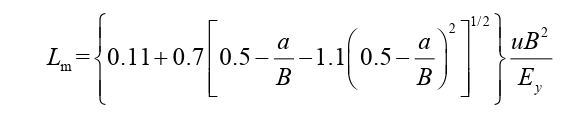 L_m = {0.11 + 0.7 [0.5 − a/B − 1.1 (0.5 − a/B)^2]^{1/2}} uB^2/E_y